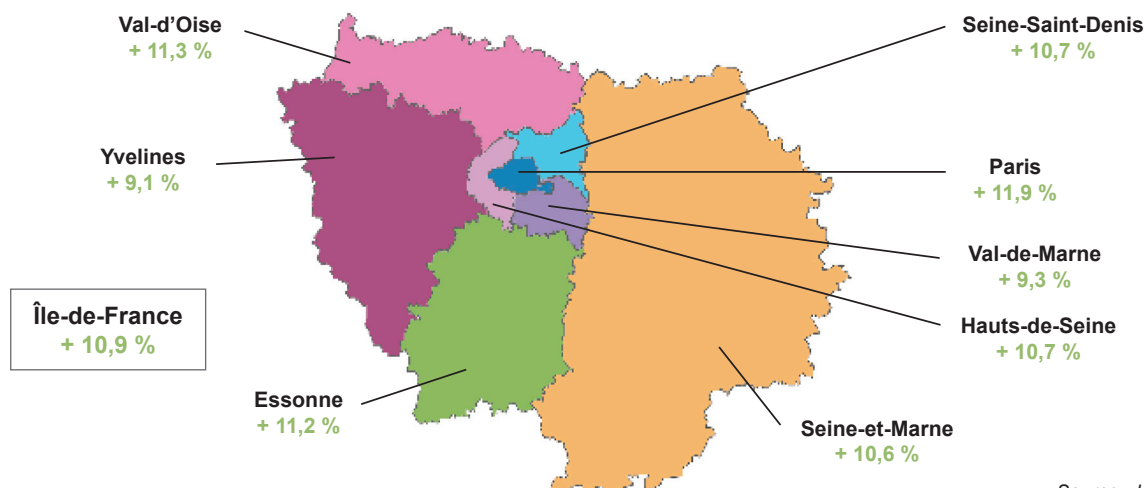 Val-d'Oise
+ 11,3 %
Seine-Saint-Denis
+ 10,7 %
Yvelines
+ 9,1 %
Paris
+ 11,9 %
Val-de-Marne
+ 9,3 %
Île-de-France
+ 10,9 %
Hauts-de-Seine
+ 10,7 %
Essonne
+ 11,2 %
Seine-et-Marne
+ 10,6 %